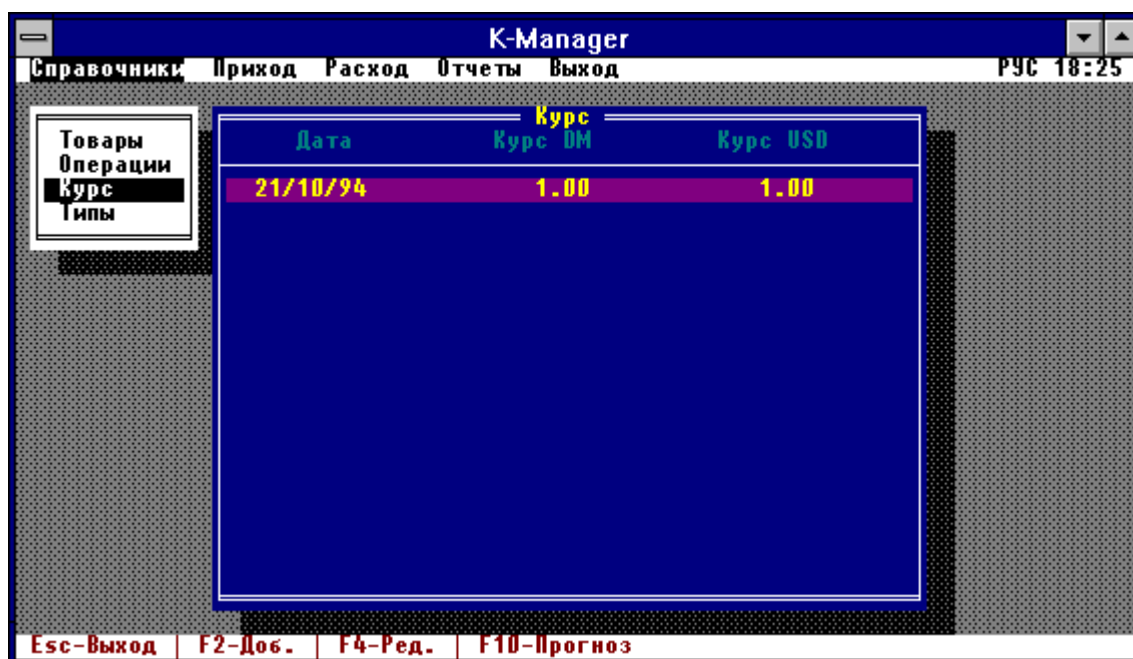 K-Manager
Справочники Приход Расход Отчеты Выход РУС 18:25
Товары
Операции
Курс
Типы
Курс
Дата Курс DM Курс USD
21/10/94 1.00 1.00
Esc-Выход F2-Доб. F4-Ред. F10-Прогноз